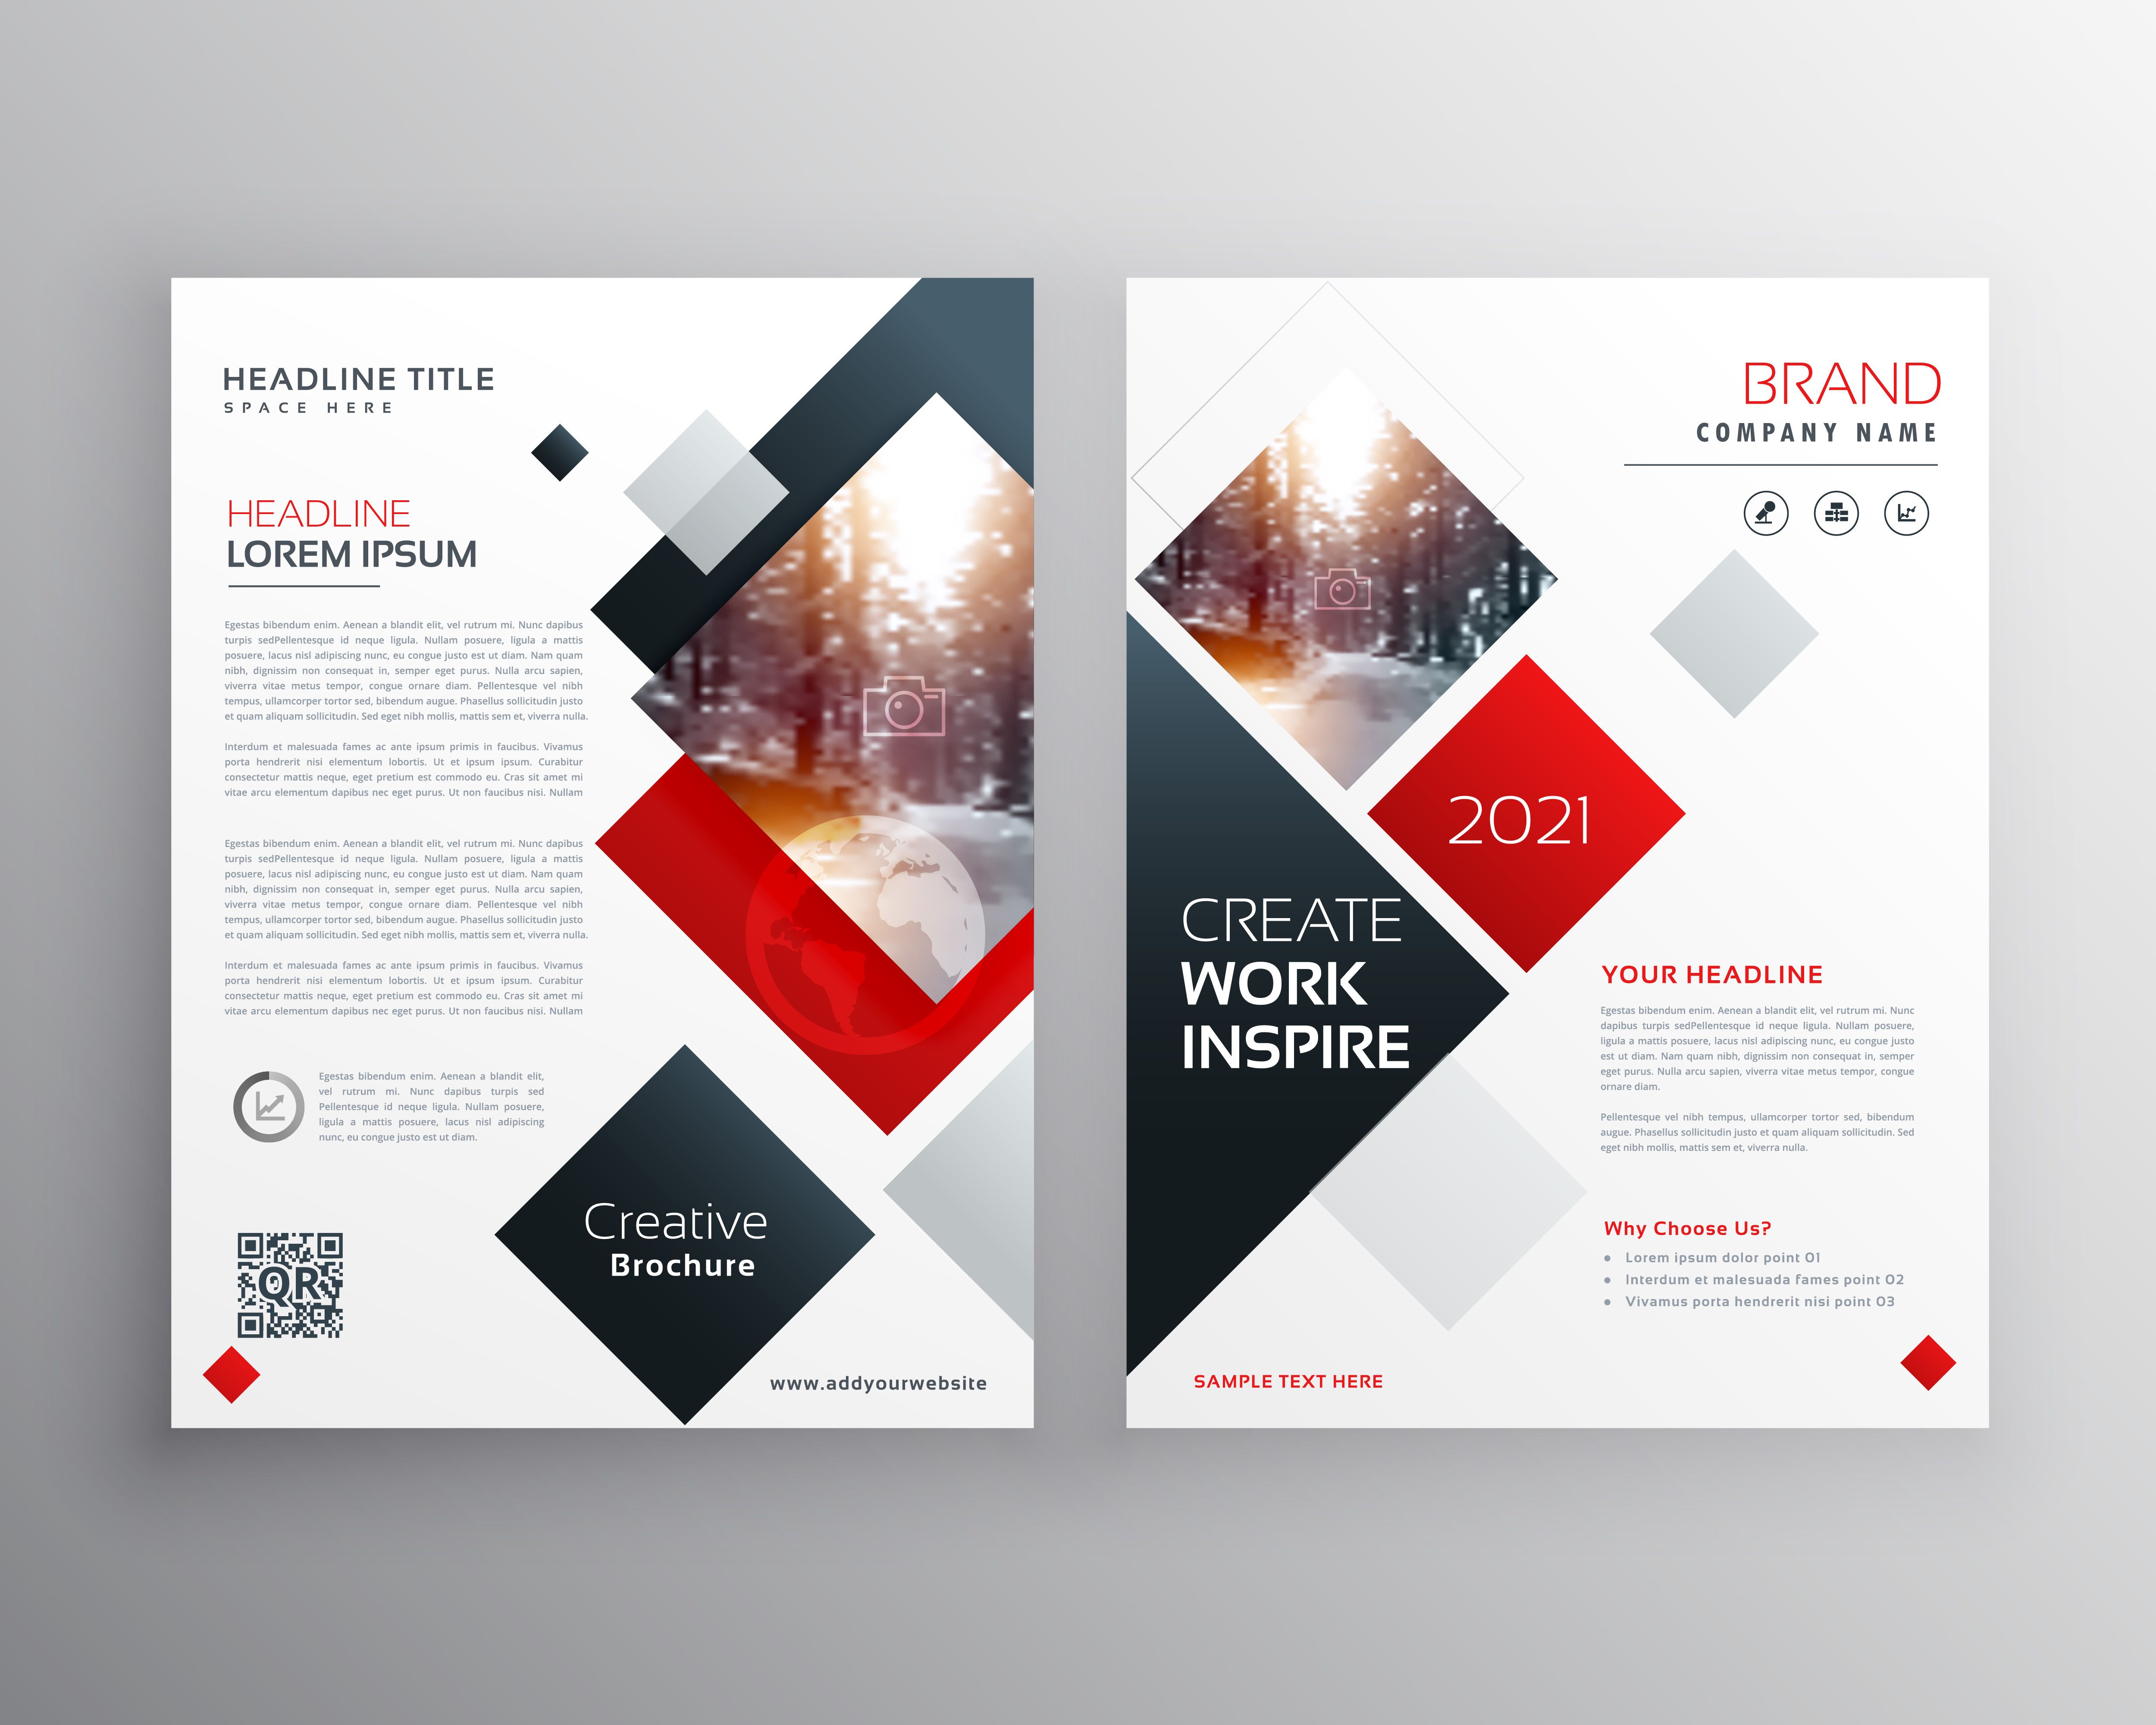 HEADLINE TITLE
SPACE HERE
HEADLINE
LOREM IPSUM
Egestas bibendum enim. Aenean a blandit elit, vel rutrum mi. Nunc dapibus
turpis sedPellentesque id neque ligula. Nullam posuere, ligula a mattis
posuere, lacus nisl adipiscing nunc, eu congue justo est ut diam. Nam quam
nibh, dignissim non consequat in, semper eget purus. Nulla arcu sapien,
viverra vitae metus tempor, congue ornare diam. Pellentesque vel nibh
tempus, ullamcorper tortor sed, bibendum augue. Phasellus sollicitudin justo
et quam aliquam sollicitudin. Sed eget nibh mollis, mattis sem et, viverra nulla.
Interdum et malesuada fames ac ante ipsum primis in faucibus. Vivamus
porta hendrerit nisi elementum lobortis. Ut et ipsum ipsum. Curabitur
consectetur mattis neque, eget pretium est commodo eu. Cras sit amet mi
vitae arcu elementum dapibus nec eget purus. Ut non faucibus nisi. Nullam
Egestas bibendum enim. Aenean a blandit elit, vel rutrum mi. Nunc dapibus
turpis sedPellentesque id neque ligula. Nullam posuere, ligula a mattis
posuere, lacus nisl adipiscing nunc, eu congue justo est ut diam. Nam quam
nibh, dignissim non consequat in, semper eget purus. Nulla arcu sapien,
viverra vitae metus tempor, congue ornare diam. Pellentesque vel nibh
tempus, ullamcorper tortor sed, bibendum augue. Phasellus sollicitudin justo
et quam aliquam sollicitudin. Sed eget nibh mollis, mattis sem et, viverra nulla.
Interdum et malesuada fames ac ante ipsum primis in faucibus. Vivamus
porta hendrerit nisi elementum lobortis. Ut et ipsum ipsum. Curabitur
consectetur mattis neque, eget pretium est commodo eu. Cras sit amet mi
vitae arcu elementum dapibus nec eget purus. Ut non faucibus nisi. Nullam
Egestas bibendum enim. Aenean a blandit elit,
vel rutrum mi. Nunc dapibus turpis sed
Pellentesque id neque ligula. Nullam posuere,
ligula a mattis posuere, lacus nisl adipiscing
nunc, eu congue justo est ut diam.
QR
Creative
Brochure
www.addyourwebsite
BRAND
COMPANY NAME
2021
CREATE
WORK
INSPIRE
YOUR HEADLINE
Egestas bibendum enim. Aenean a blandit elit, vel rutrum mi. Nunc
dapibus turpis sedPellentesque id neque ligula. Nullam posuere,
ligula a mattis posuere, lacus nisl adipiscing nunc, eu congue justo
est ut diam. Nam quam nibh, dignissim non consequat in, semper
eget purus. Nulla arcu sapien, viverra vitae metus tempor, congue
ornare diam.
Pellentesque vel nibh tempus, ullamcorper tortor sed, bibendum
augue. Phasellus sollicitudin justo et quam aliquam sollicitudin. Sed
eget nibh mollis, mattis sem et, viverra nulla.
Why Choose Us?
• Lorem ipsum dolor point 01
• Interdum et malesuada fames point 02
• Vivamus porta hendrerit nisi point 03
SAMPLE TEXT HERE